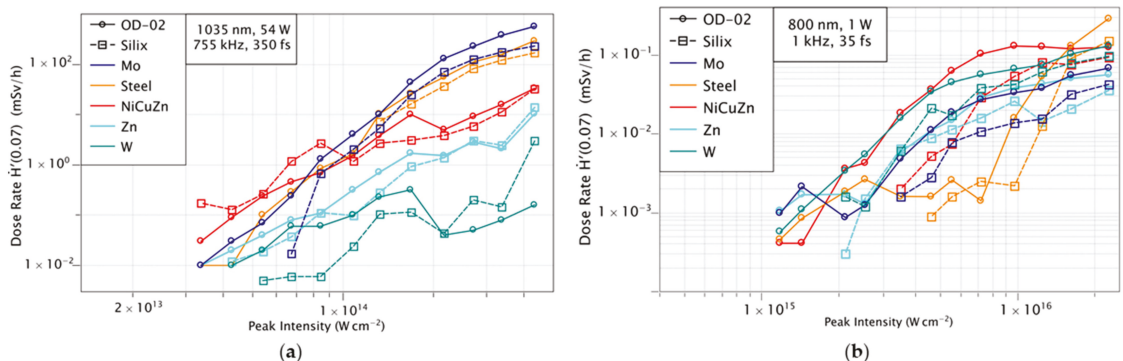 Dose Rate Ḣ′(0.07) (mSv/h)
OD-02
Silix
Mo
Steel
NiCuZn
Zn
W
1035 nm, 54 W
755 kHz, 350 fs
1 × 10²
1 × 10⁰
1 × 10⁻²
2 × 10¹³
1 × 10¹⁴
Peak Intensity (W cm⁻²)
(a)
Dose Rate Ḣ′(0.07) (mSv/h)
OD-02
Silix
Mo
Steel
NiCuZn
Zn
W
800 nm, 1 W
1 kHz, 35 fs
1 × 10⁻¹
1 × 10⁻²
1 × 10⁻³
1 × 10¹⁵
1 × 10¹⁶
Peak Intensity (W cm⁻²)
(b)